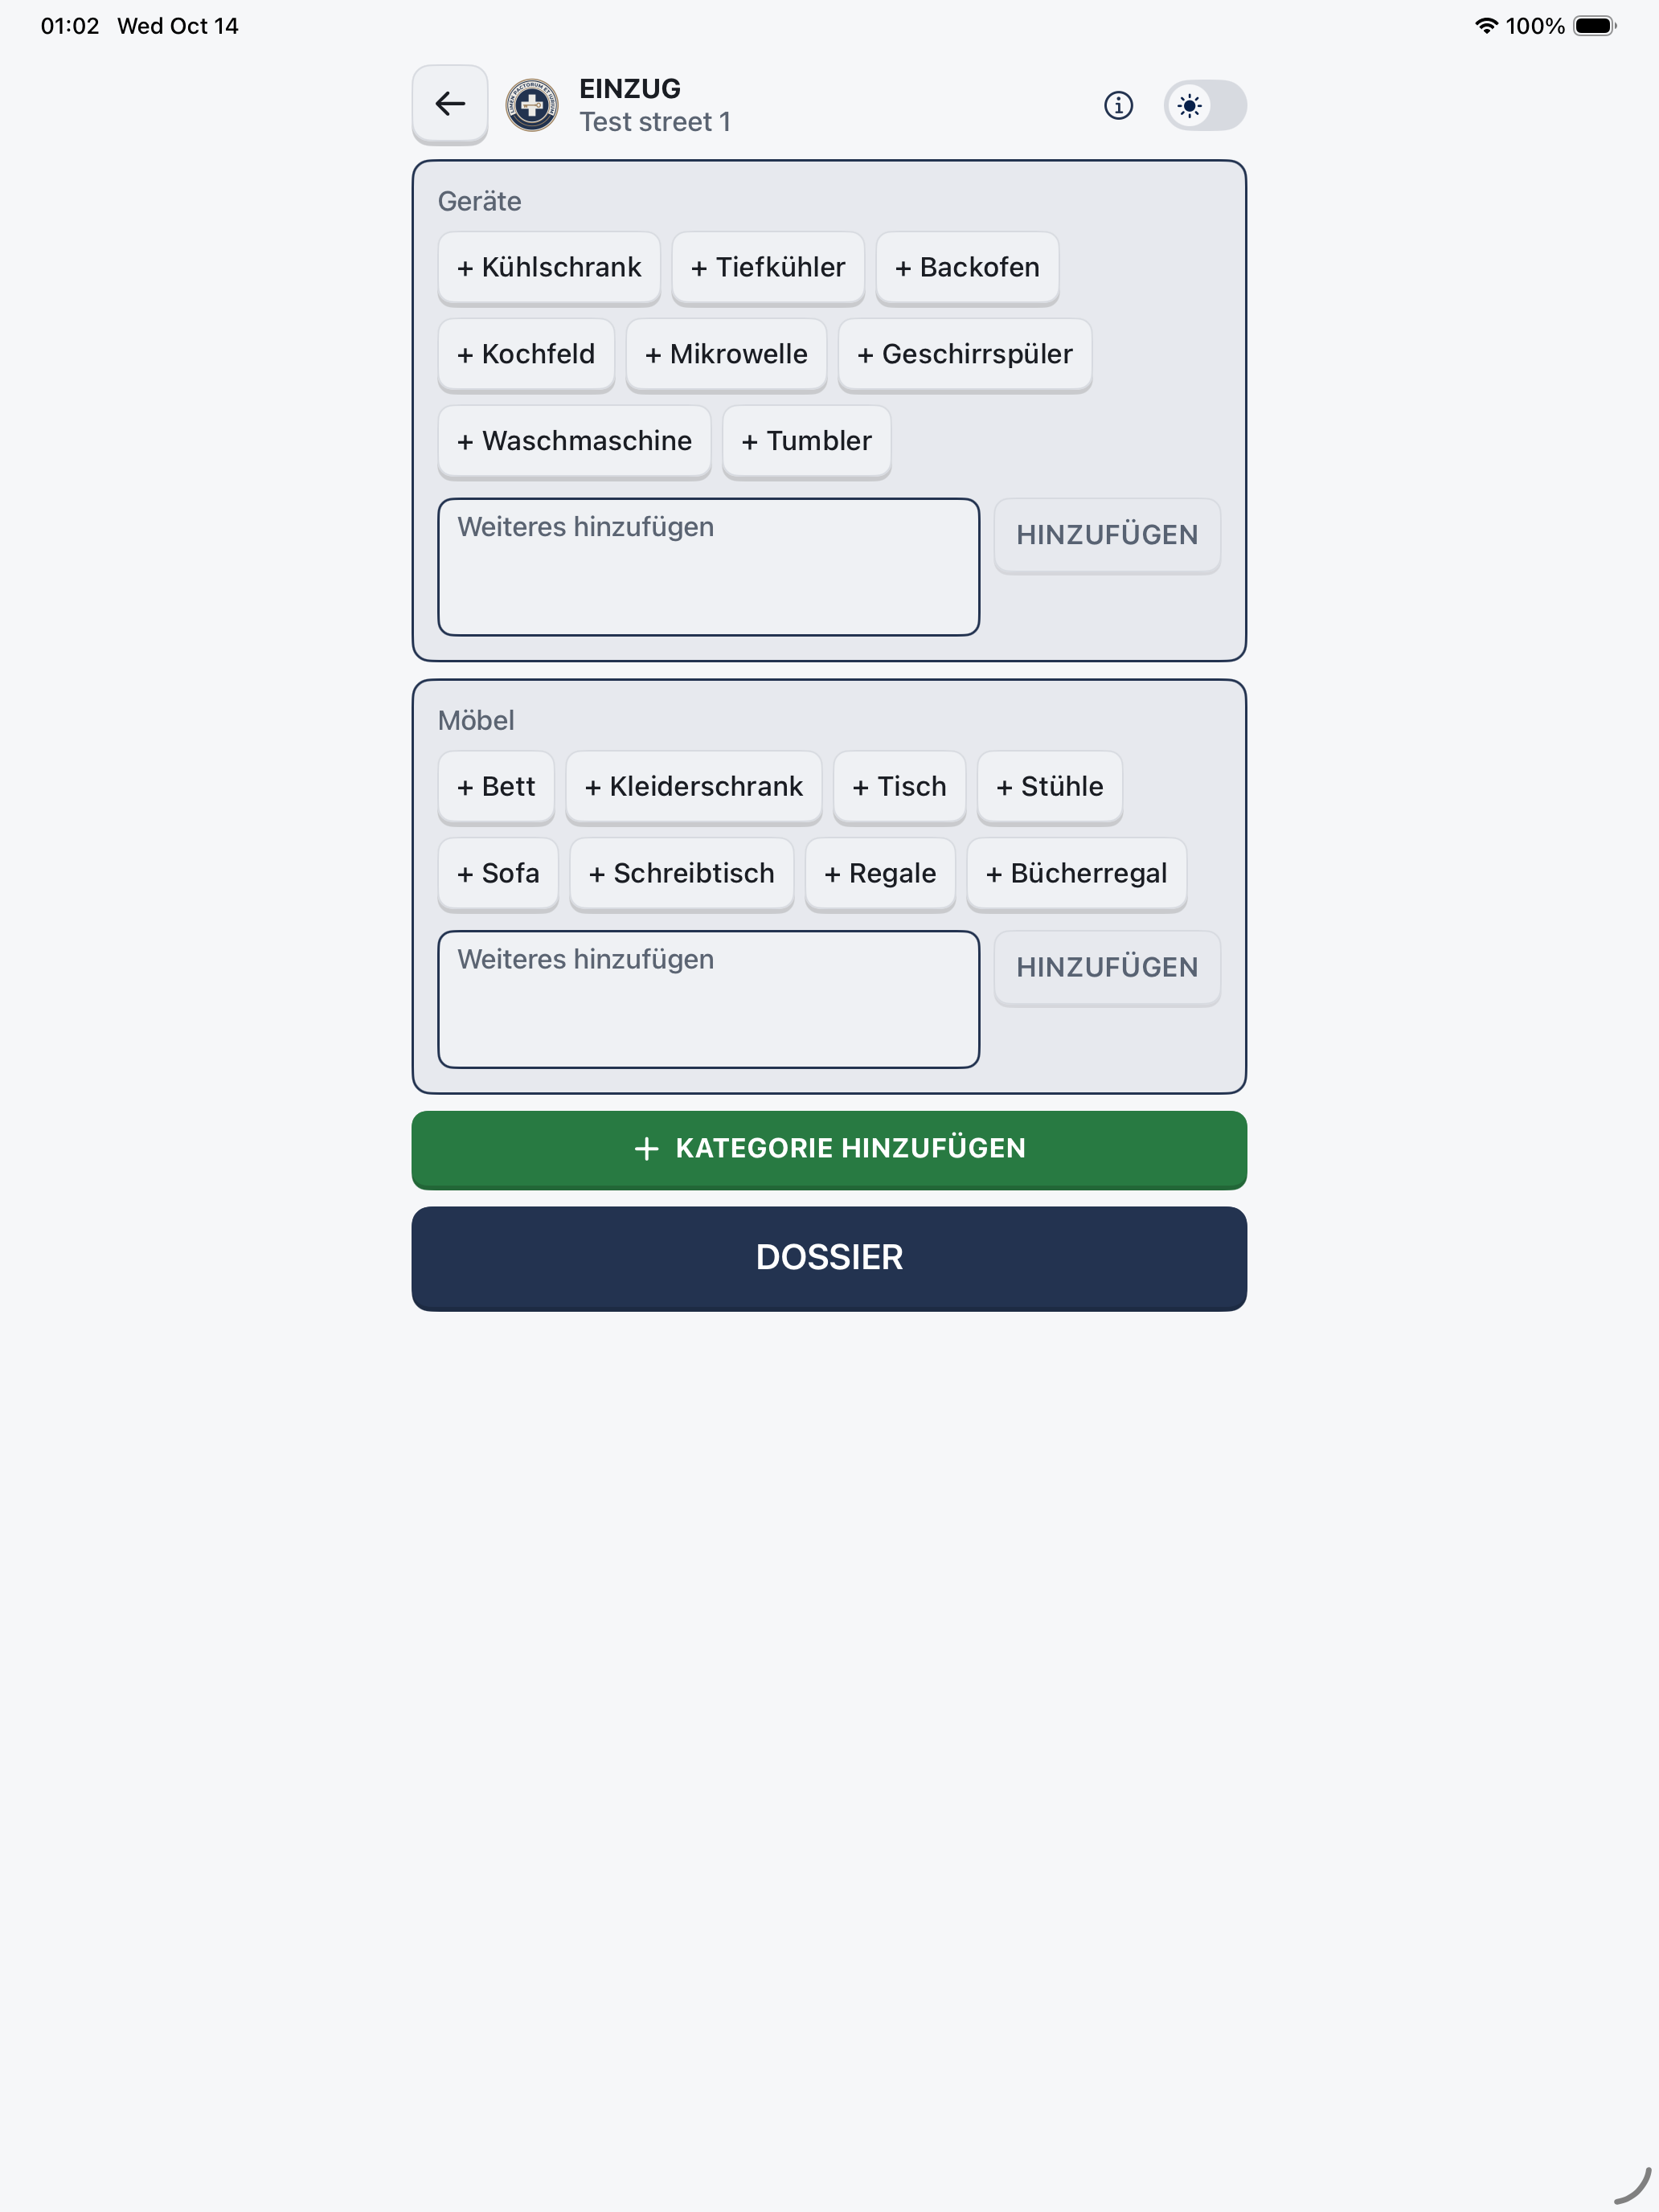 01:02 Wed Oct 14 100%
EINZUG
Test street 1
Geräte
+ Kühlschrank + Tiefkühler + Backofen
+ Kochfeld + Mikrowelle + Geschirrspüler
+ Waschmaschine + Tumbler
Weiteres hinzufügen HINZUFÜGEN
Möbel
+ Bett + Kleiderschrank + Tisch + Stühle
+ Sofa + Schreibtisch + Regale + Bücherregal
Weiteres hinzufügen HINZUFÜGEN
+ KATEGORIE HINZUFÜGEN
DOSSIER